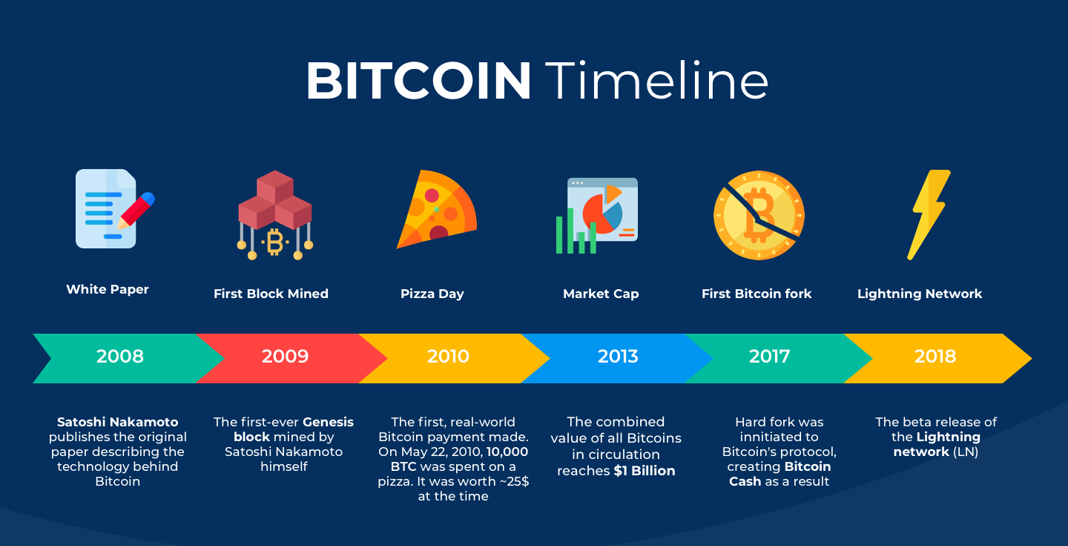 BITCOIN Timeline
White Paper
First Block Mined
Pizza Day
Market Cap
First Bitcoin fork
Lightning Network
2008
2009
2010
2013
2017
2018
Satoshi Nakamoto
publishes the original
paper describing the
technology behind
Bitcoin
The first-ever Genesis
block mined by
Satoshi Nakamoto
himself
The first, real-world
Bitcoin payment made.
On May 22, 2010, 10,000
BTC was spent on a
pizza. It was worth ~25$
at the time
The combined
value of all Bitcoins
in circulation
reaches $1 Billion
Hard fork was
innitiated to
Bitcoin's protocol,
creating Bitcoin
Cash as a result
The beta release of
the Lightning
network (LN)